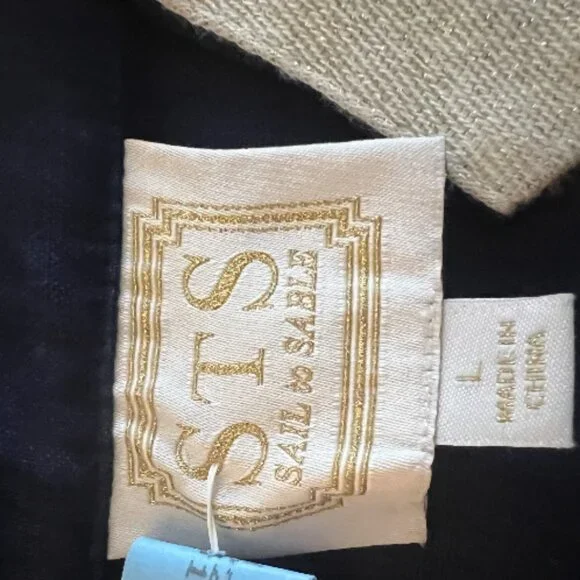 STS
SAIL to SABLE
L
MADE IN
CHINA